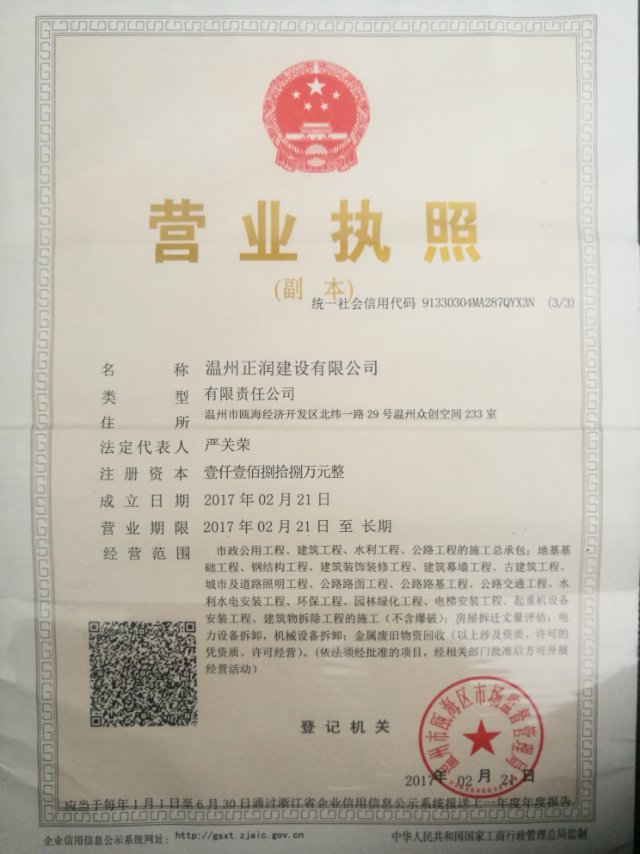 营业执照
(副 本)
统一社会信用代码 91330304MA287QYX3N (3/3)
名 称 温州正润建设有限公司
类 型 有限责任公司
住 所 温州市瓯海经济开发区北纬一路29号温州众创空间233室
法定代表人 严关荣
注册资本 壹仟壹佰捌拾捌万元整
成立日期 2017年02月21日
营业期限 2017年02月21日 至 长期
经营范围 市政公用工程、建筑工程、水利工程、公路工程的施工总承包;地基基
础工程、钢结构工程、建筑装饰装修工程、建筑幕墙工程、古建筑工程、
城市及道路照明工程、公路路面工程、公路路基工程、公路交通工程、水
利水电安装工程、环保工程、园林绿化工程、电梯安装工程、起重机设备
安装工程、建筑物拆除工程的施工(不含爆破);房屋拆迁丈量评估;电
力设备拆卸,机械设备拆卸;金属废旧物资回收(以上涉及资质、许可的
凭资质、许可经营)。(依法须经批准的项目,经相关部门批准后方可开展
经营活动)
登记机关
温州市瓯海区市场监督管理局
2017年 02月 21日
应当于每年1月1日至6月30日通过浙江省企业信用信息公示系统报送上一年度年度报告
企业信用信息公示系统网址: http://gsxt.zjaic.gov.cn
中华人民共和国国家工商行政管理总局监制